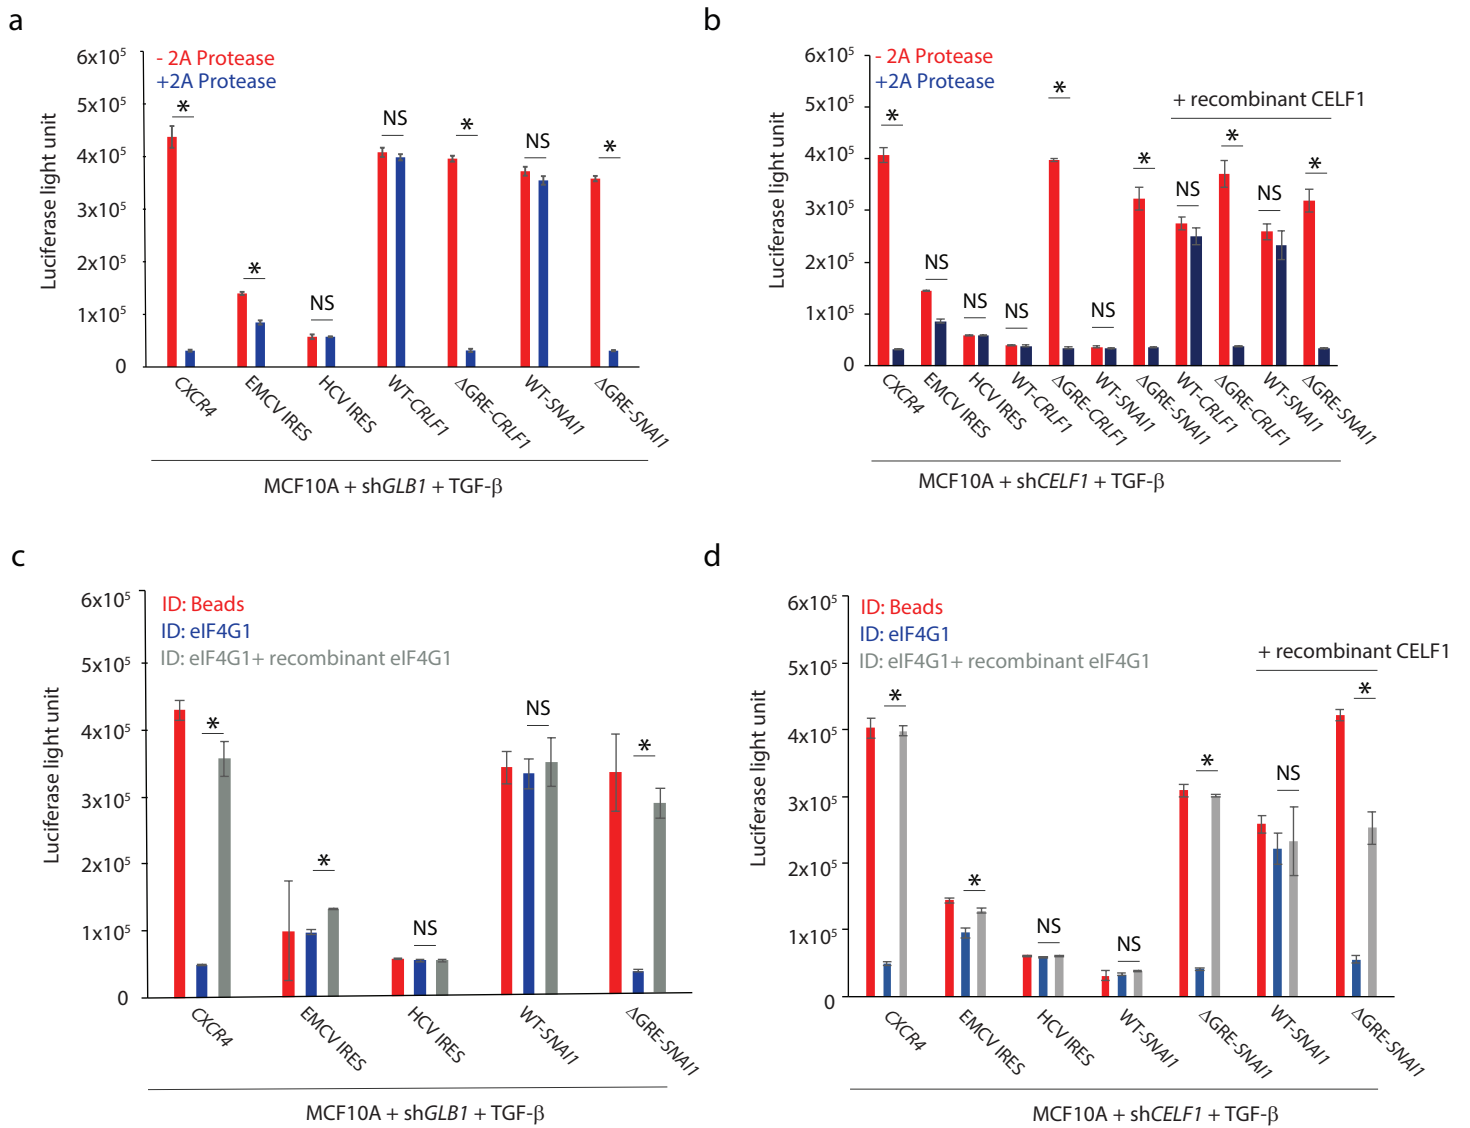 a
6x10⁵
5x10⁵
4x10⁵
3x10⁵
2x10⁵
1x10⁵
0
Luciferase light unit
- 2A Protease
+2A Protease
*
*
NS
NS
*
NS
*
CXCR4
EMCV IRES
HCV IRES
WT-CRLF1
ΔGRE-CRLF1
WT-SNAI1
ΔGRE-SNAI1
MCF10A + shGLB1 + TGF-β
b
6x10⁵
5x10⁵
4x10⁵
3x10⁵
2x10⁵
1x10⁵
0
Luciferase light unit
- 2A Protease
+2A Protease
+ recombinant CELF1
*
NS
NS
NS
*
NS
*
NS
*
NS
*
CXCR4
EMCV IRES
HCV IRES
WT-CRLF1
ΔGRE-CRLF1
WT-SNAI1
ΔGRE-SNAI1
WT-CRLF1
ΔGRE-CRLF1
WT-SNAI1
ΔGRE-SNAI1
MCF10A + shCELF1 + TGF-β
c
6x10⁵
5x10⁵
4x10⁵
3x10⁵
2x10⁵
1x10⁵
0
Luciferase light unit
ID: Beads
ID: eIF4G1
ID: eIF4G1+ recombinant eIF4G1
*
*
NS
NS
*
CXCR4
EMCV IRES
HCV IRES
WT-SNAI1
ΔGRE-SNAI1
MCF10A + shGLB1 + TGF-β
d
6x10⁵
5x10⁵
4x10⁵
3x10⁵
2x10⁵
1x10⁵
0
Luciferase light unit
ID: Beads
ID: eIF4G1
ID: eIF4G1+ recombinant eIF4G1
+ recombinant CELF1
*
*
NS
NS
*
NS
*
CXCR4
EMCV IRES
HCV IRES
WT-SNAI1
ΔGRE-SNAI1
WT-SNAI1
ΔGRE-SNAI1
MCF10A + shCELF1 + TGF-β